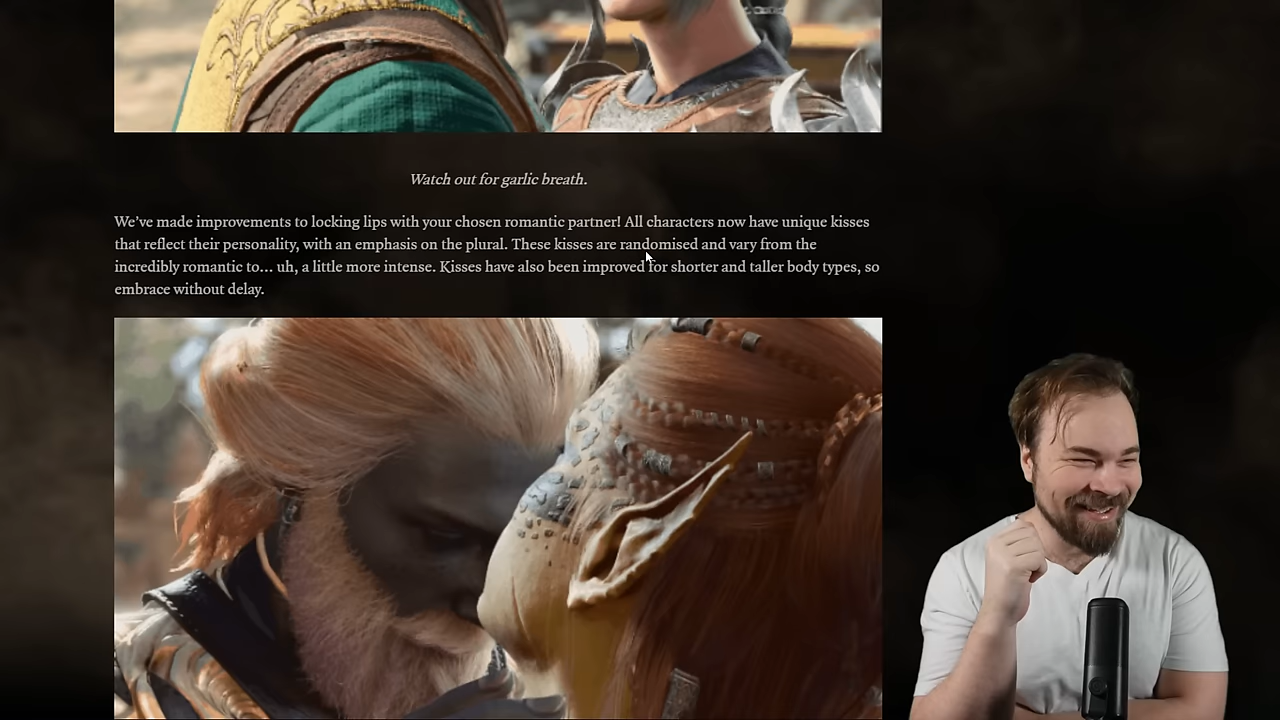 Watch out for garlic breath.
We’ve made improvements to locking lips with your chosen romantic partner! All characters now have unique kisses
that reflect their personality, with an emphasis on the plural. These kisses are randomised and vary from the
incredibly romantic to… uh, a little more intense. Kisses have also been improved for shorter and taller body types, so
embrace without delay.